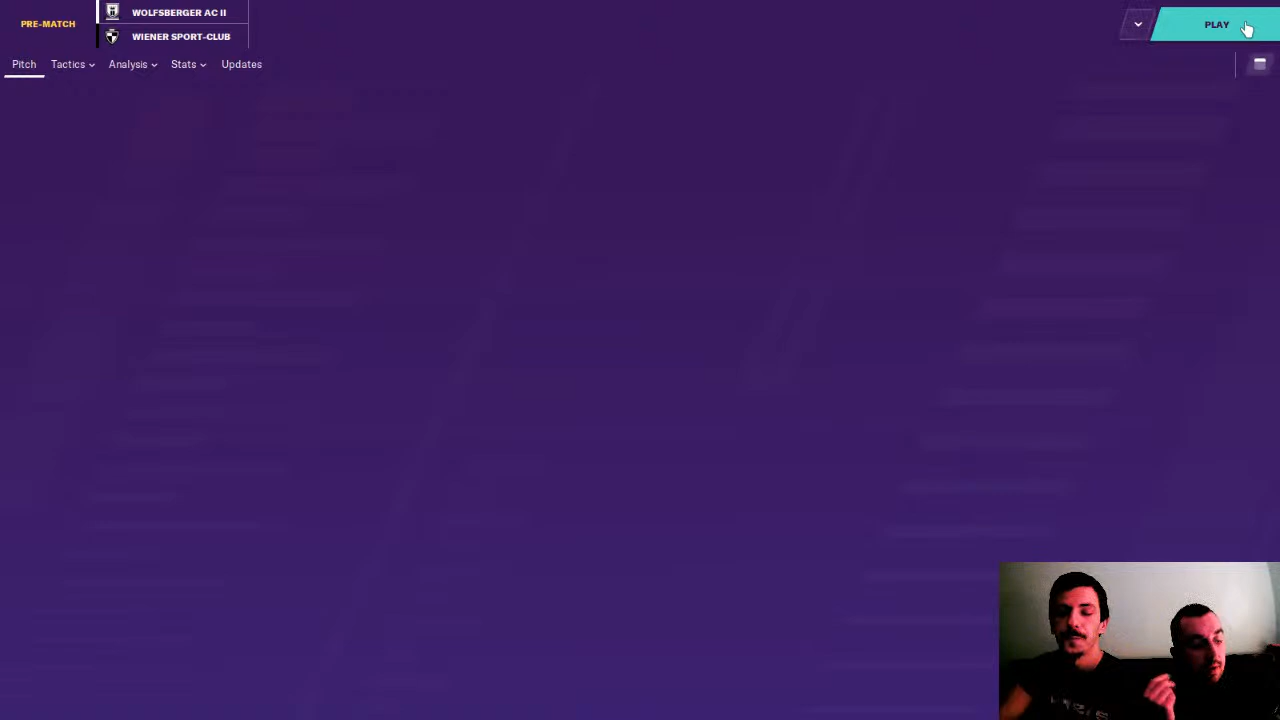 PRE-MATCH
WOLFSBERGER AC II
WIENER SPORT-CLUB
PLAY
Pitch Tactics Analysis Stats Updates